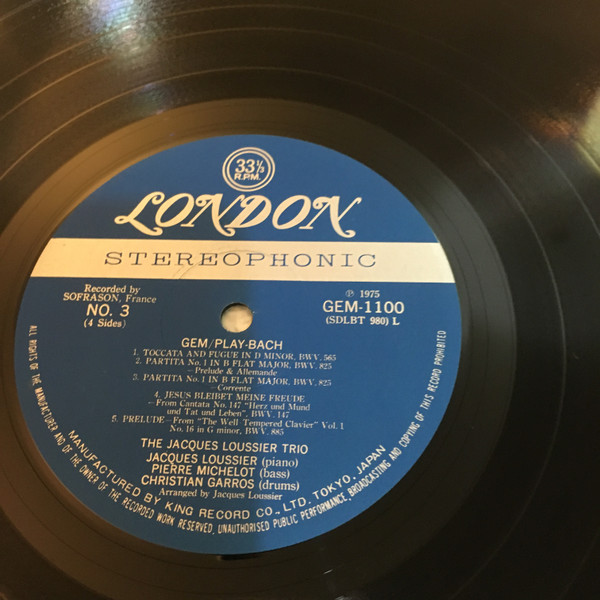 33 1/3
R.P.M.
LONDON
STEREOPHONIC
Recorded by
SOFRASON, France
NO. 3
(4 Sides)
℗ 1975
GEM-1100
(SDLBT 980) L
GEM/PLAY-BACH
1. TOCCATA AND FUGUE IN D MINOR, BWV. 565
2. PARTITA No. 1 IN B FLAT MAJOR, BWV. 825
—Prelude & Allemande
3. PARTITA No. 1 IN B FLAT MAJOR, BWV. 825
—Corrente
4. JESUS BLEIBET MEINE FREUDE
—From Cantata No. 147 "Herz und Mund
und Tat und Leben", BWV. 147
5. PRELUDE—From "The Well Tempered Clavier" Vol. 1
No. 16 in G minor, BWV. 885
THE JACQUES LOUSSIER TRIO
JACQUES LOUSSIER (piano)
PIERRE MICHELOT (bass)
CHRISTIAN GARROS (drums)
Arranged by Jacques Loussier
MANUFACTURED BY KING RECORD CO., LTD. TOKYO, JAPAN
ALL RIGHTS OF THE MANUFACTURER AND OF THE OWNER OF THE RECORDED WORK RESERVED. UNAUTHORISED PUBLIC PERFORMANCE, BROADCASTING AND COPYING OF THIS RECORD PROHIBITED